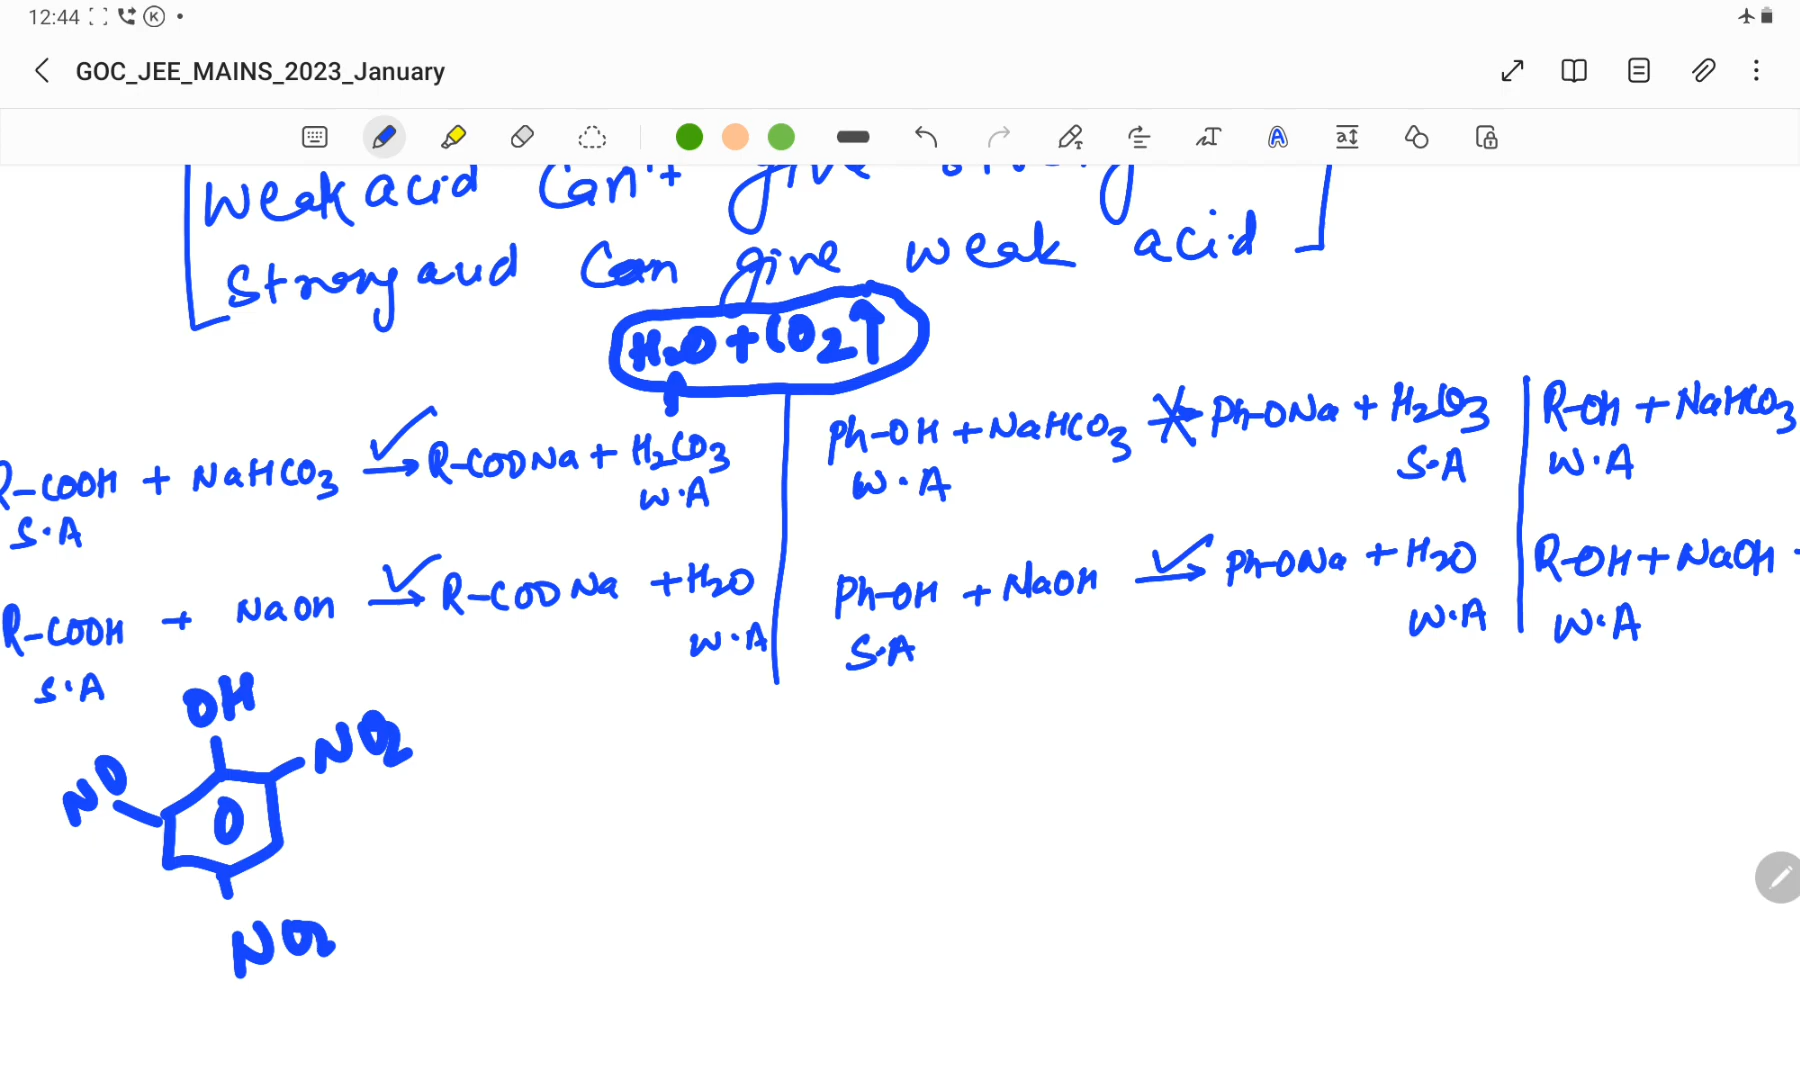 12:44
GOC_JEE_MAINS_2023_January
Weak acid Can't give strong
Strong acid Can give weak acid
H₂O + CO₂↑
R-COOH + NaHCO₃ → R-COONa + H₂CO₃
S.A W.A
Ph-OH + NaHCO₃ → Ph-ONa + H₂CO₃
W.A S.A
R-OH + NaHCO₃
W.A
R-COOH + NaOH → R-COONa + H₂O
S.A W.A
Ph-OH + NaOH → Ph-ONa + H₂O
S.A W.A
R-OH + NaOH
W.A
OH
NO₂
NO
NO₂